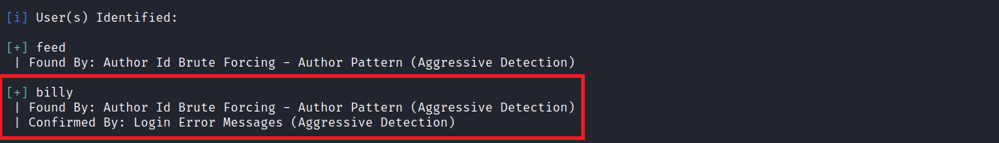 [i] User(s) Identified:
[+] feed
| Found By: Author Id Brute Forcing - Author Pattern (Aggressive Detection)
[+] billy
| Found By: Author Id Brute Forcing - Author Pattern (Aggressive Detection)
| Confirmed By: Login Error Messages (Aggressive Detection)